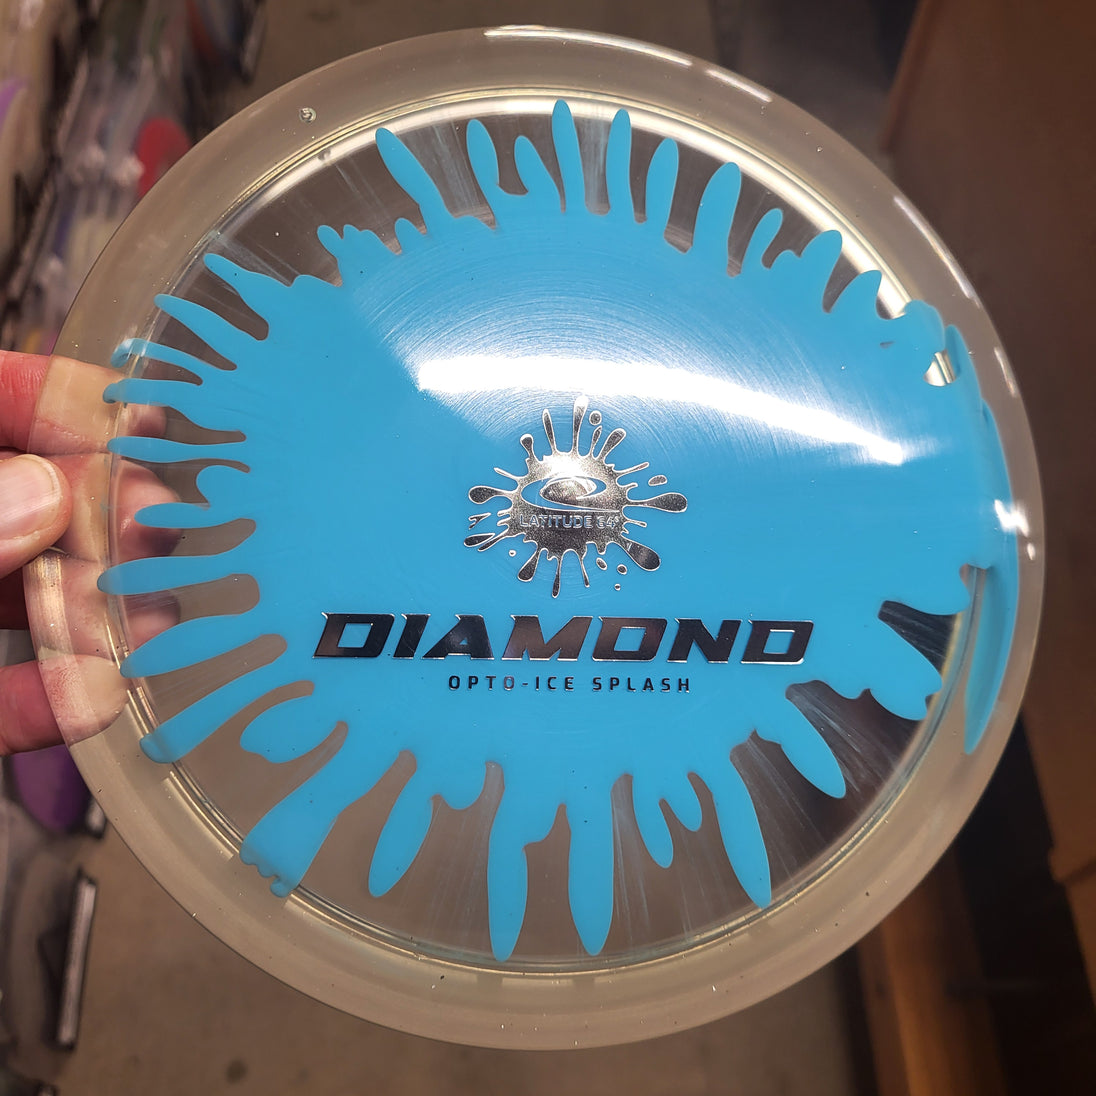 LATITUDE 64°
DIAMOND
OPTO-ICE SPLASH